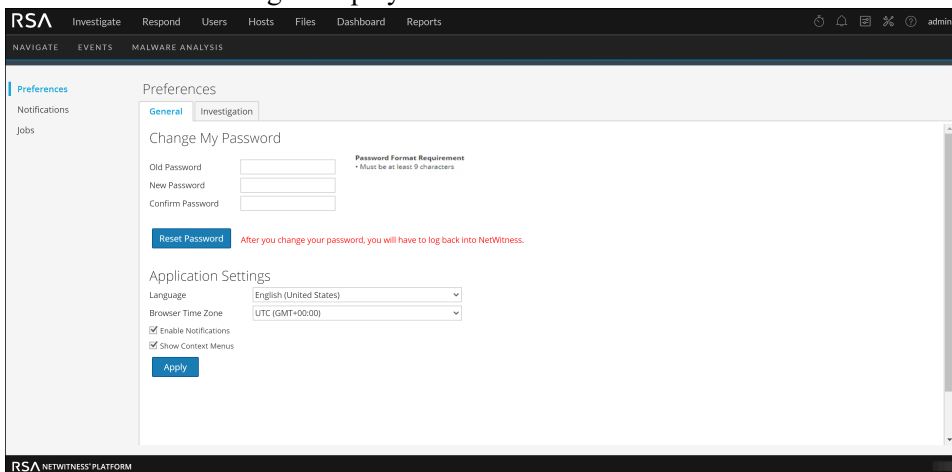 RSA Investigate Respond Users Hosts Files Dashboard Reports admin
NAVIGATE EVENTS MALWARE ANALYSIS
Preferences
Notifications
Jobs
Preferences
General Investigation
Change My Password
Old Password
New Password
Confirm Password
Password Format Requirement
• Must be at least 9 characters
Reset Password After you change your password, you will have to log back into NetWitness.
Application Settings
Language English (United States)
Browser Time Zone UTC (GMT+00:00)
Enable Notifications
Show Context Menus
Apply
RSA NETWITNESS® PLATFORM